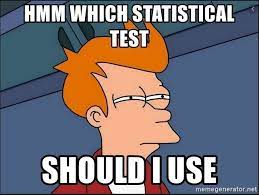 HMM WHICH STATISTICAL
TEST
SHOULD I USE
memegenerator.net